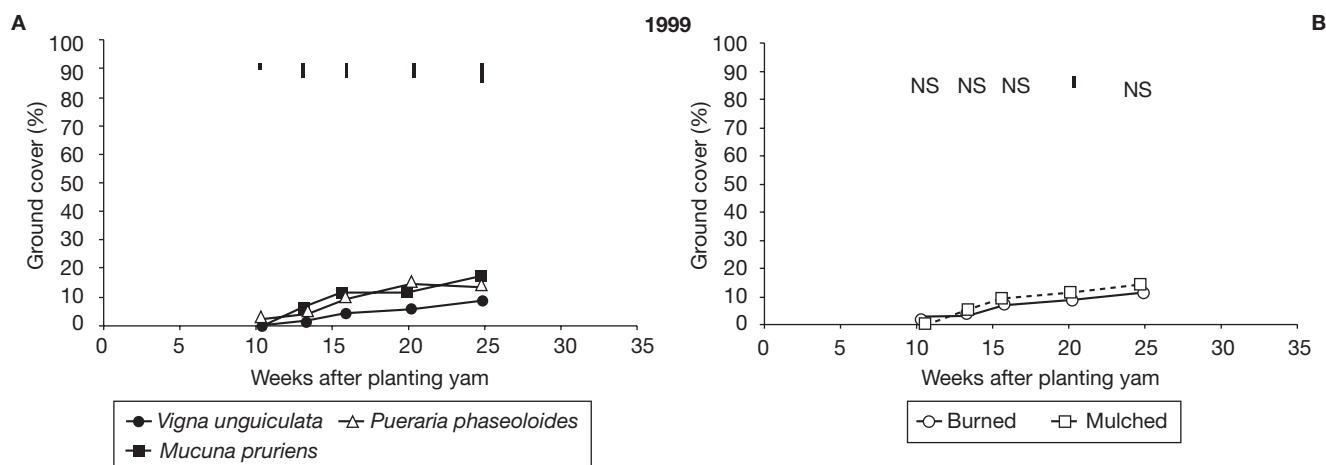 A
1999
B
100
90
80
70
60
50
40
30
20
10
0
Ground cover (%)
0 5 10 15 20 25 30 35
Weeks after planting yam
Vigna unguiculata Pueraria phaseoloides
Mucuna pruriens
100
90
80
70
60
50
40
30
20
10
0
Ground cover (%)
NS NS NS NS
0 5 10 15 20 25 30 35
Weeks after planting yam
Burned Mulched